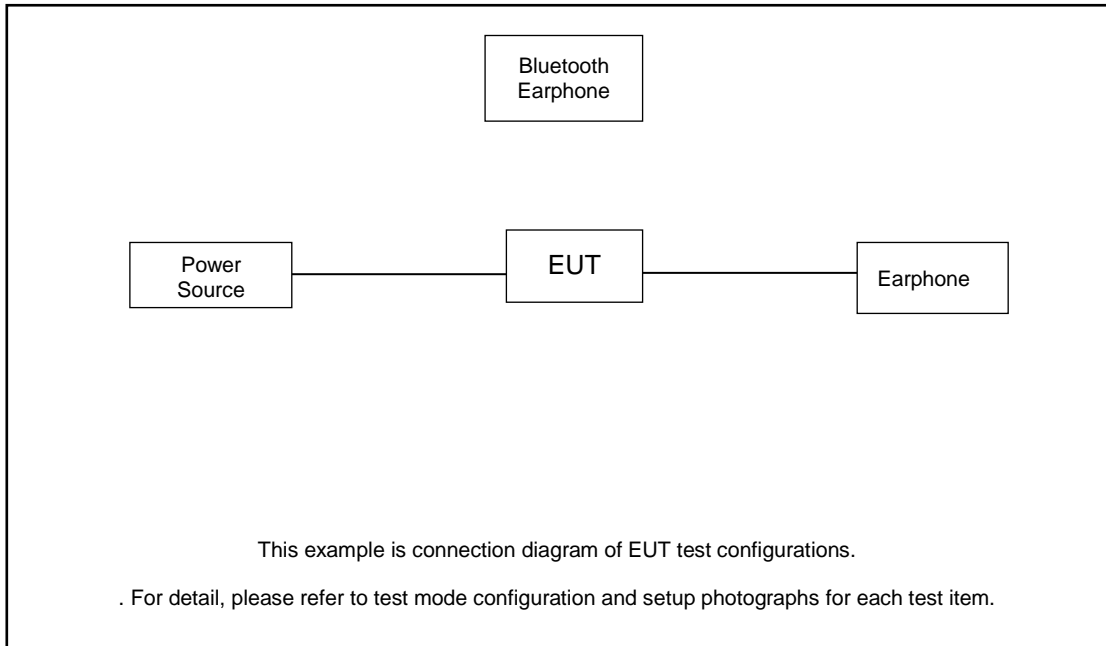 Bluetooth
Earphone
Power
Source
EUT
Earphone
This example is connection diagram of EUT test configurations.
. For detail, please refer to test mode configuration and setup photographs for each test item.